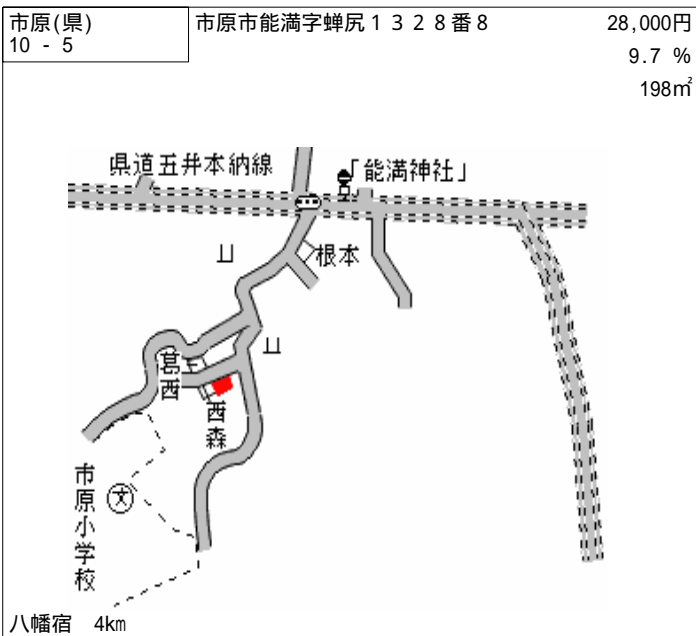 市原(県)
10 - 5
市原市能満字蝉尻１３２８番８
28,000円
9.7 %
198㎡
県道五井本納線
「能満神社」
根本
葛西
西森
市原小学校
文
八幡宿 4km